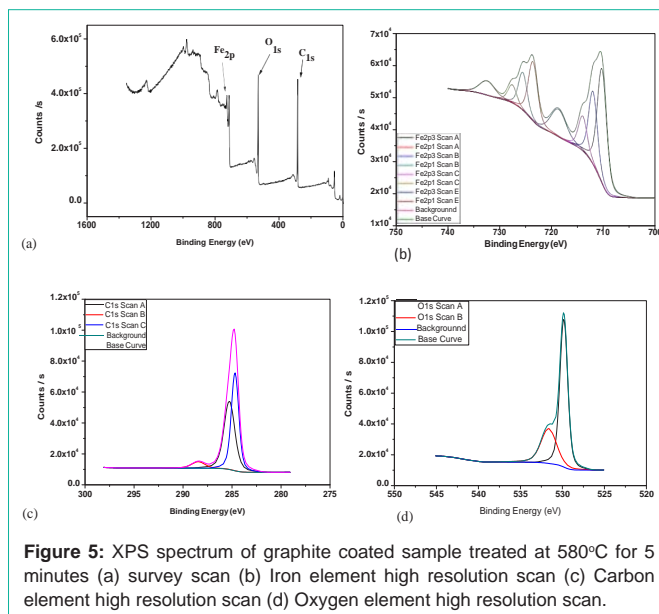 6.0x10⁵
4.0x10⁵
2.0x10⁵
0.0
Counts /s
Fe2p
O 1s
C 1s
1600 1200 800 400 0
Binding Energy (eV)
(a)
7x10⁴
6x10⁴
5x10⁴
4x10⁴
3x10⁴
2x10⁴
1x10⁴
Counts / s
Fe2p3 Scan A
Fe2p1 Scan A
Fe2p3 Scan B
Fe2p1 Scan B
Fe2p3 Scan C
Fe2p1 Scan C
Fe2p3 Scan E
Fe2p1 Scan E
Backgrounnd
Base Curve
740 730 720 710 700
Binding Energy (eV)
(b)
1.2x10⁵
1.0x10⁵
8.0x10⁴
6.0x10⁴
4.0x10⁴
2.0x10⁴
0.0
Counts / s
C1s Scan A
C1s Scan B
C1s Scan C
Background
Base Curve
300 295 290 285 280 275
Binding Energy (eV)
(c)
1.2x10⁵
1.0x10⁵
8.0x10⁴
6.0x10⁴
4.0x10⁴
2.0x10⁴
0.0
Counts / s
O1s Scan A
O1s Scan B
Backgrounnd
Base Curve
550 545 540 535 530 525 520
Binding Energy (eV)
(d)
Figure 5: XPS spectrum of graphite coated sample treated at 580ºC for 5
minutes (a) survey scan (b) Iron element high resolution scan (c) Carbon
element high resolution scan (d) Oxygen element high resolution scan.